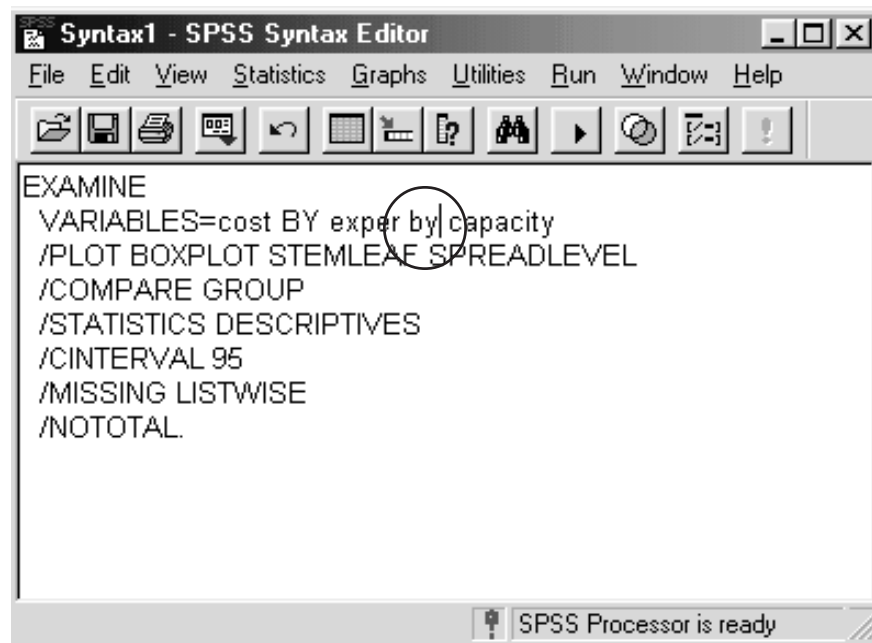 SPSS
Syntax1 - SPSS Syntax Editor
File Edit View Statistics Graphs Utilities Run Window Help
EXAMINE
VARIABLES=cost BY exper by capacity
/PLOT BOXPLOT STEMLEAF SPREADLEVEL
/COMPARE GROUP
/STATISTICS DESCRIPTIVES
/CINTERVAL 95
/MISSING LISTWISE
/NOTOTAL.
SPSS Processor is ready